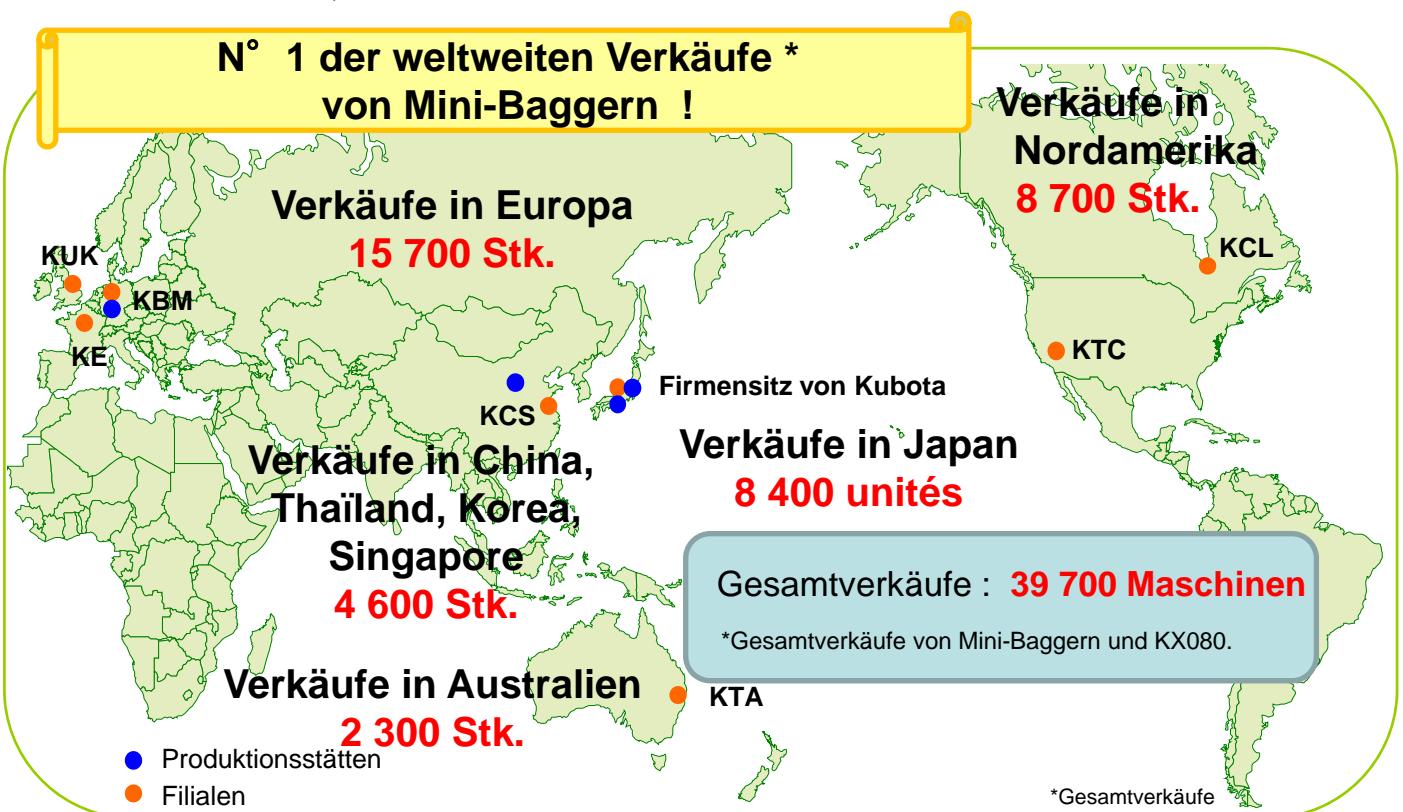 N° 1 der weltweiten Verkäufe *
von Mini-Baggern !
Verkäufe in
Nordamerika
8 700 Stk.
Verkäufe in Europa
15 700 Stk.
KUK
KBM
KE
KCL
KTC
Firmensitz von Kubota
KCS
Verkäufe in Japan
8 400 unités
Verkäufe in China,
Thaïland, Korea,
Singapore
4 600 Stk.
Gesamtverkäufe : 39 700 Maschinen
*Gesamtverkäufe von Mini-Baggern und KX080.
Verkäufe in Australien
2 300 Stk.
KTA
Produktionsstätten
Filialen
*Gesamtverkäufe